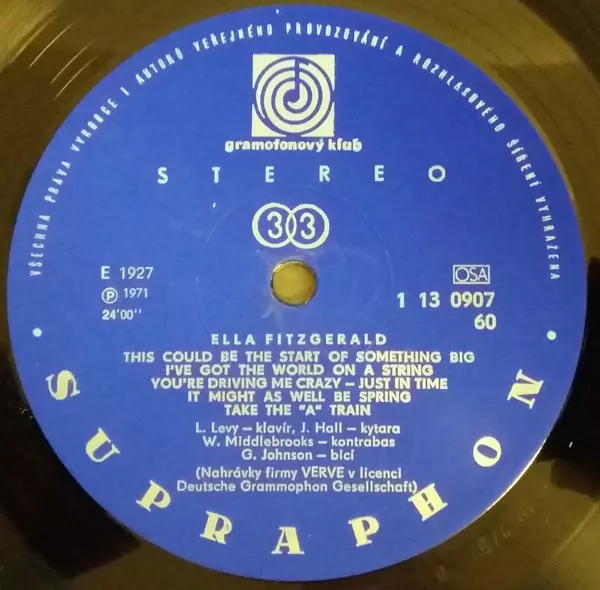 VŠECHNA PRÁVA VÝROBCE I AUTORŮ VEŘEJNÉHO PROVOZOVÁNÍ A ROZHLASOVÉHO ŠÍŘENÍ VYHRAŽENA
gramofonový klub
STEREO
33
E 1927
Ⓟ 1971
24'00''
OSA
1 13 0907
60
ELLA FITZGERALD
THIS COULD BE THE START OF SOMETHING BIG
I'VE GOT THE WORLD ON A STRING
YOU'RE DRIVING ME CRAZY – JUST IN TIME
IT MIGHT AS WELL BE SPRING
TAKE THE "A" TRAIN
L. Levy – klavír, J. Hall – kytara
W. Middlebrooks – kontrabas
G. Johnson – bicí
(Nahrávky firmy VERVE v licenci
Deutsche Grammophon Gesellschaft)
SUPRAPHON